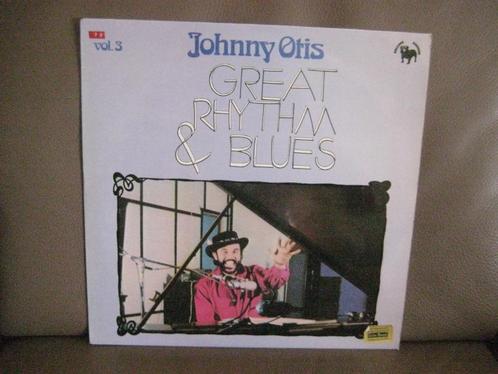 vol. 3
Johnny Otis
GREAT
RHYTHM
& BLUES